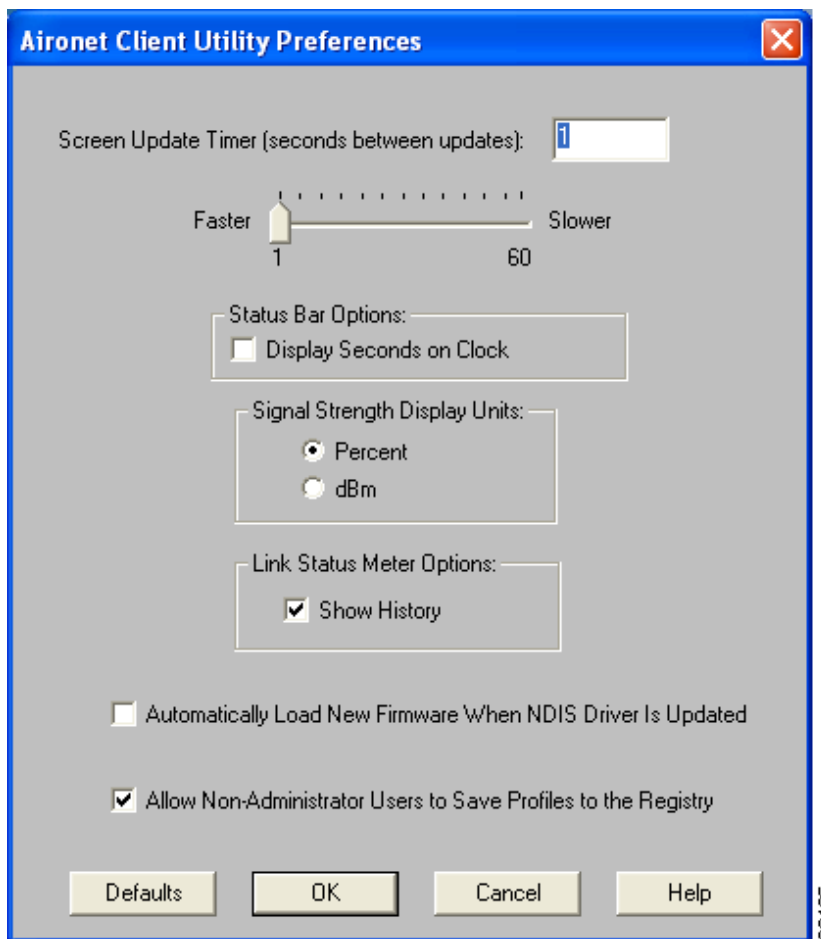 Aironet Client Utility Preferences
Screen Update Timer (seconds between updates): 1
Faster Slower
1 60
Status Bar Options:
Display Seconds on Clock
Signal Strength Display Units:
Percent
dBm
Link Status Meter Options:
Show History
Automatically Load New Firmware When NDIS Driver Is Updated
Allow Non-Administrator Users to Save Profiles to the Registry
Defaults OK Cancel Help